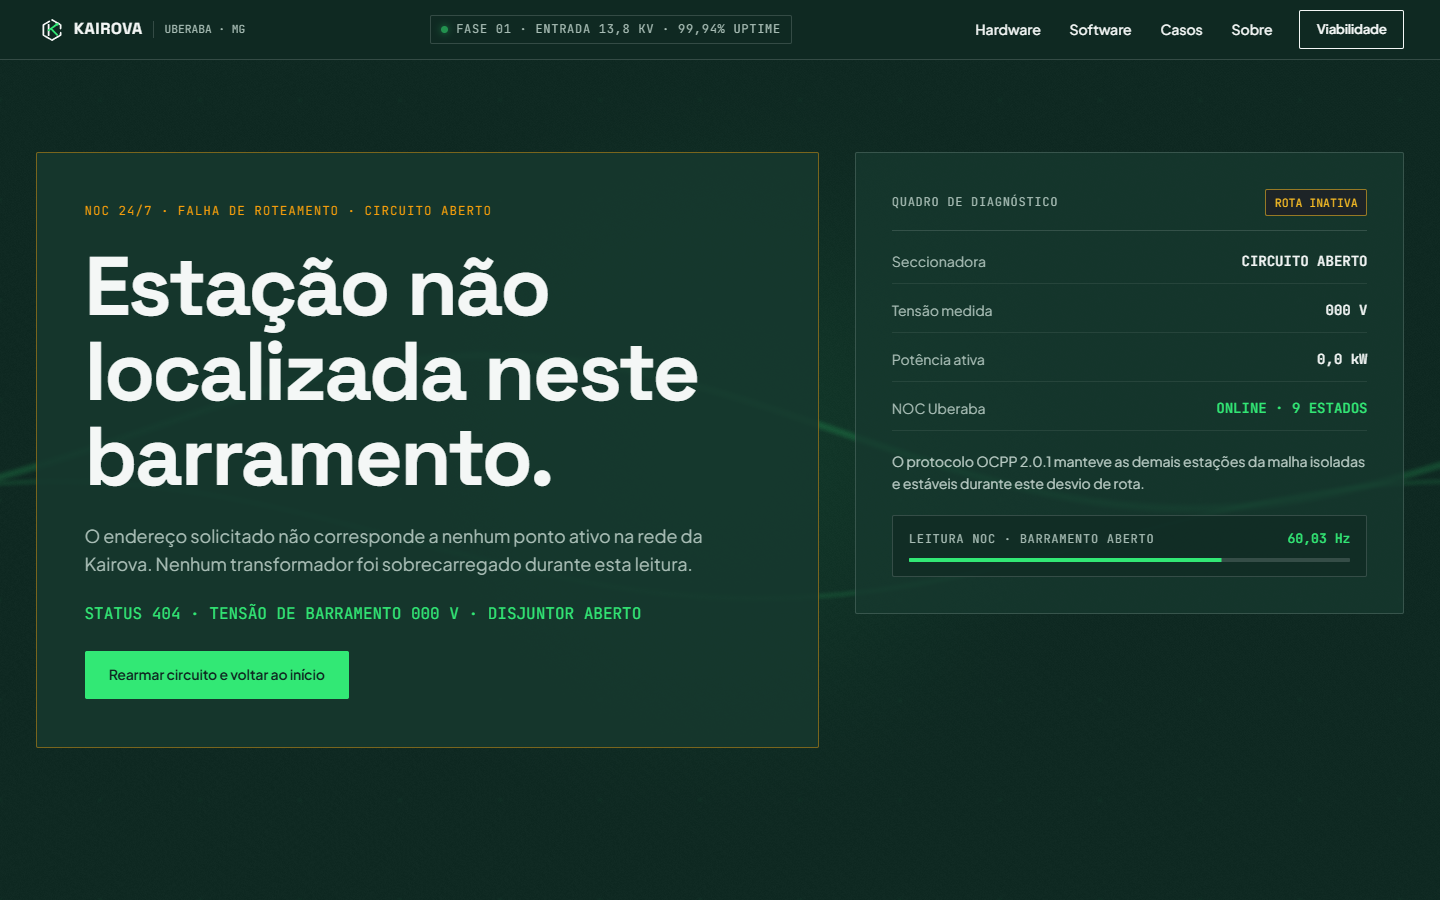 KAIROVA
UBERABA · MG
FASE 01 · ENTRADA 13,8 KV · 99,94% UPTIME
Hardware
Software
Casos
Sobre
Viabilidade
NOC 24/7 · FALHA DE ROTEAMENTO · CIRCUITO ABERTO
Estação não
localizada neste
barramento.
O endereço solicitado não corresponde a nenhum ponto ativo na rede da
Kairova. Nenhum transformador foi sobrecarregado durante esta leitura.
STATUS 404 · TENSÃO DE BARRAMENTO 000 V · DISJUNTOR ABERTO
Rearmar circuito e voltar ao início
QUADRO DE DIAGNÓSTICO
ROTA INATIVA
Seccionadora CIRCUITO ABERTO
Tensão medida 000 V
Potência ativa 0,0 kW
NOC Uberaba ONLINE · 9 ESTADOS
O protocolo OCPP 2.0.1 manteve as demais estações da malha isoladas
e estáveis durante este desvio de rota.
LEITURA NOC · BARRAMENTO ABERTO 60,03 Hz